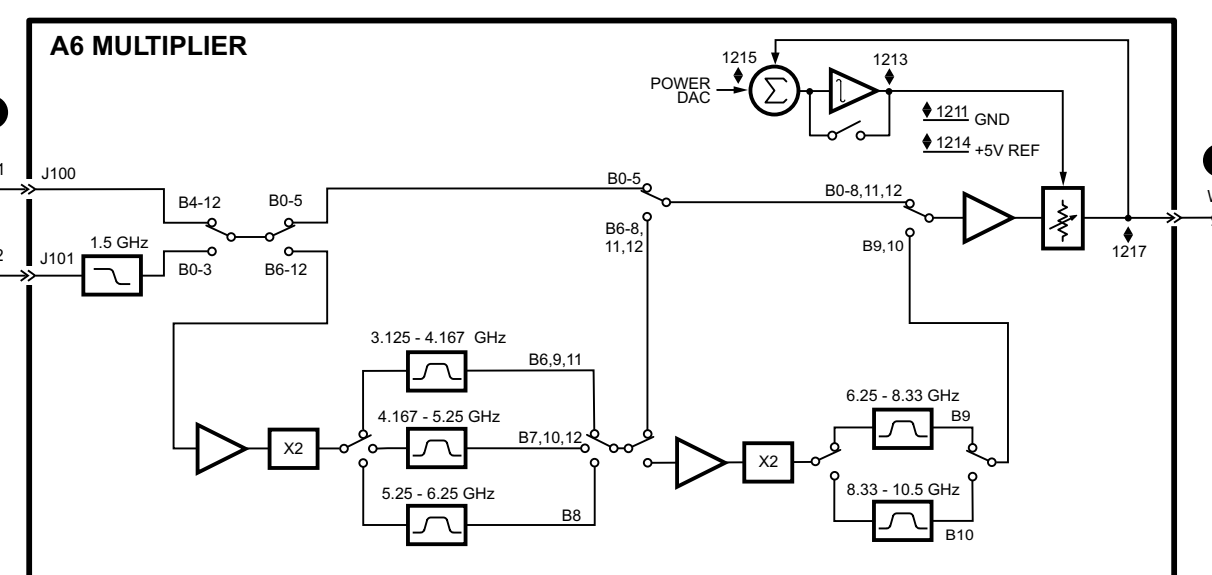 A6 MULTIPLIER
1215
1213
POWER
DAC
Σ
1211 GND
1214 +5V REF
J100
B4-12
B0-5
B0-5
B0-8,11,12
1.5 GHz
J101
B0-3
B6-12
B6-8,
11,12
B9,10
1217
3.125 - 4.167 GHz
B6,9,11
4.167 - 5.25 GHz
B7,10,12
X2
5.25 - 6.25 GHz
B8
6.25 - 8.33 GHz
B9
X2
8.33 - 10.5 GHz
B10